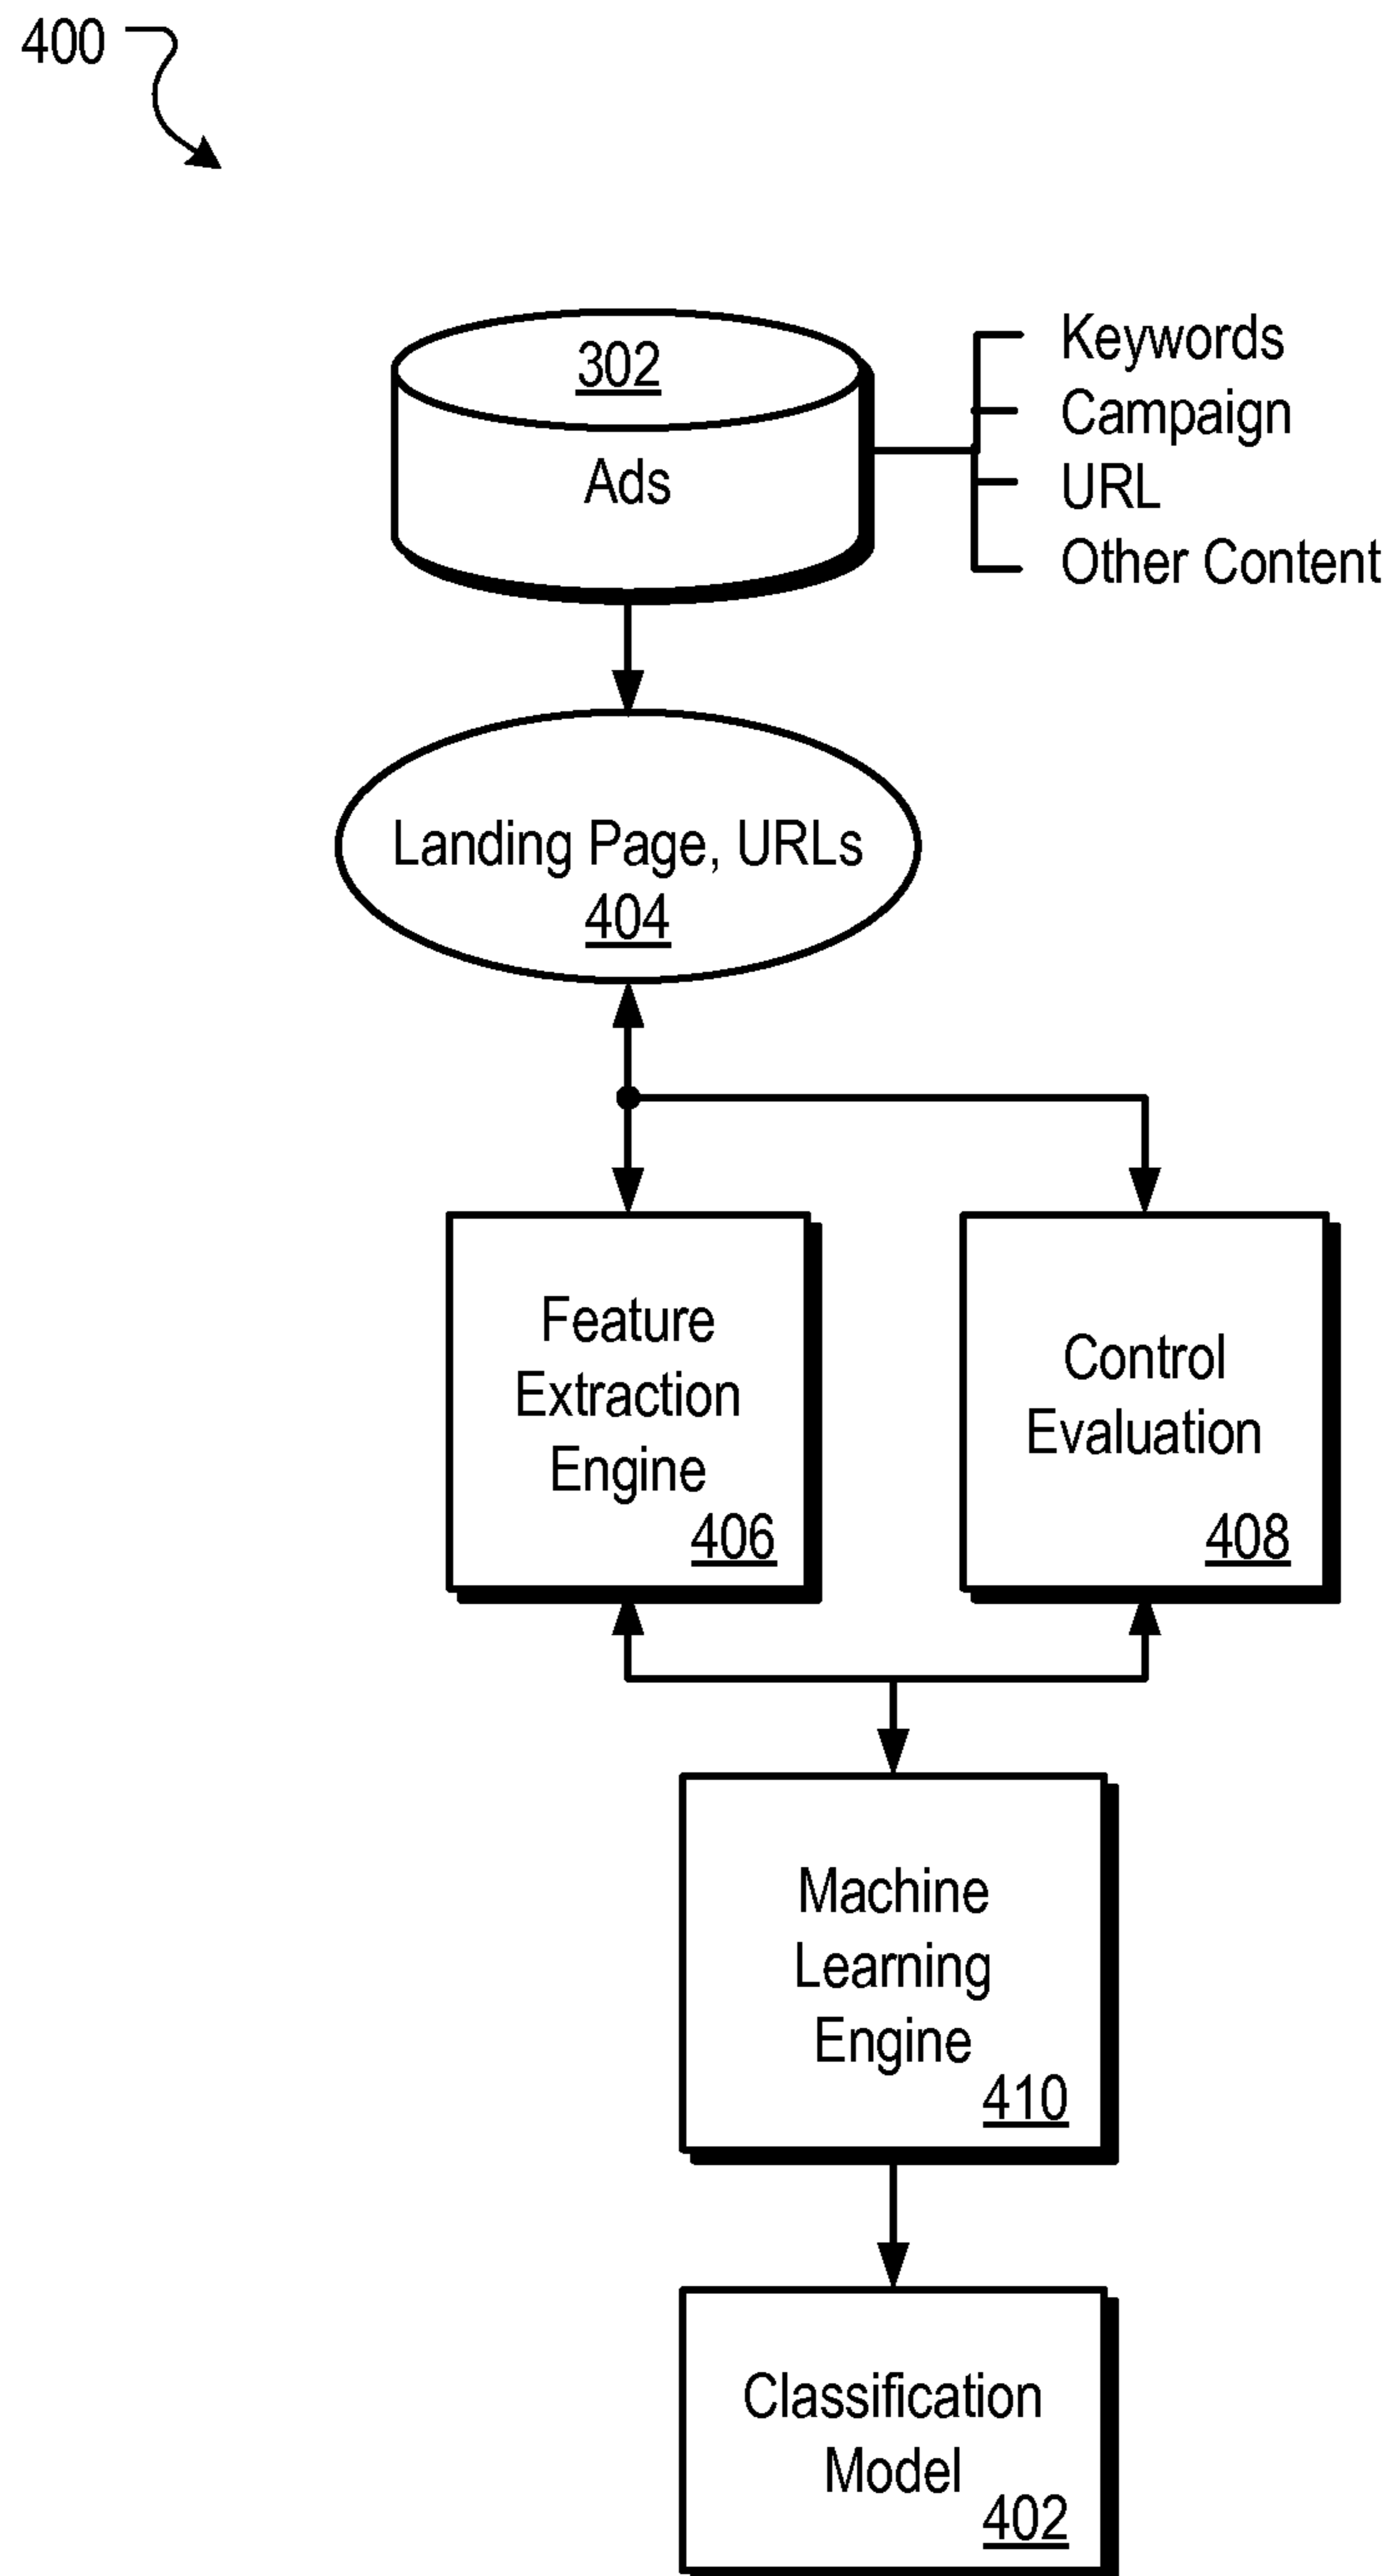 400
302
Ads
Keywords
Campaign
URL
Other Content
Landing Page, URLs
404
Feature
Extraction
Engine
406
Control
Evaluation
408
Machine
Learning
Engine
410
Classification
Model
402